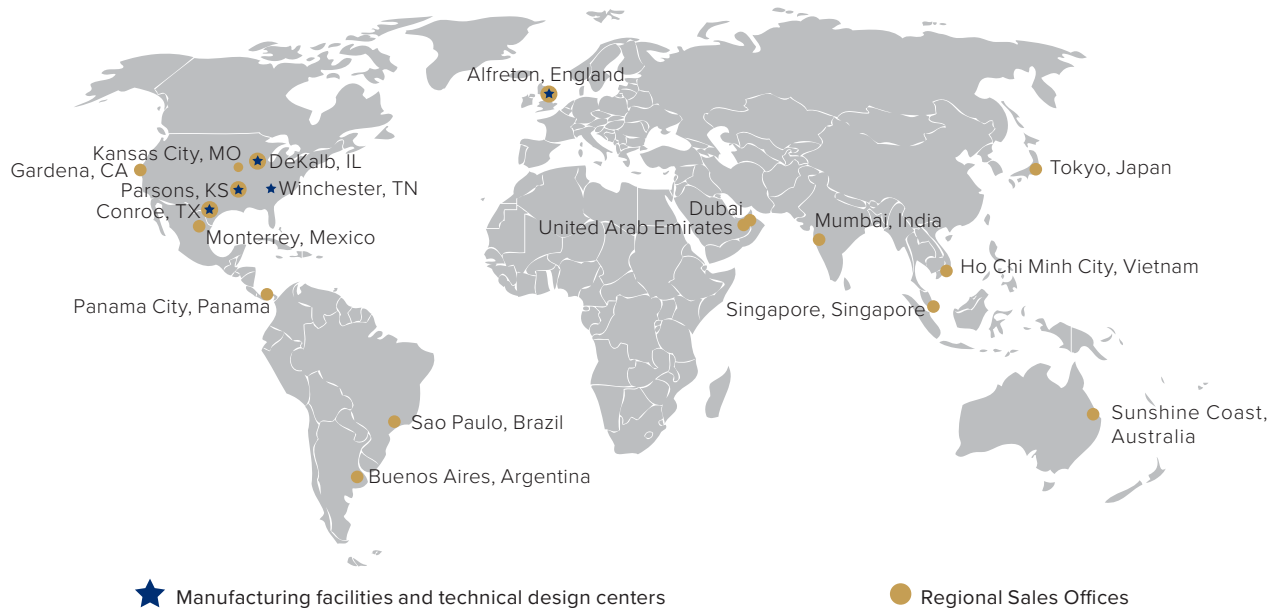 Alfreton, England
Kansas City, MO
DeKalb, IL
Gardena, CA
Parsons, KS
Winchester, TN
Conroe, TX
Monterrey, Mexico
Panama City, Panama
Sao Paulo, Brazil
Buenos Aires, Argentina
Dubai
United Arab Emirates
Mumbai, India
Tokyo, Japan
Ho Chi Minh City, Vietnam
Singapore, Singapore
Sunshine Coast,
Australia
Manufacturing facilities and technical design centers
Regional Sales Offices